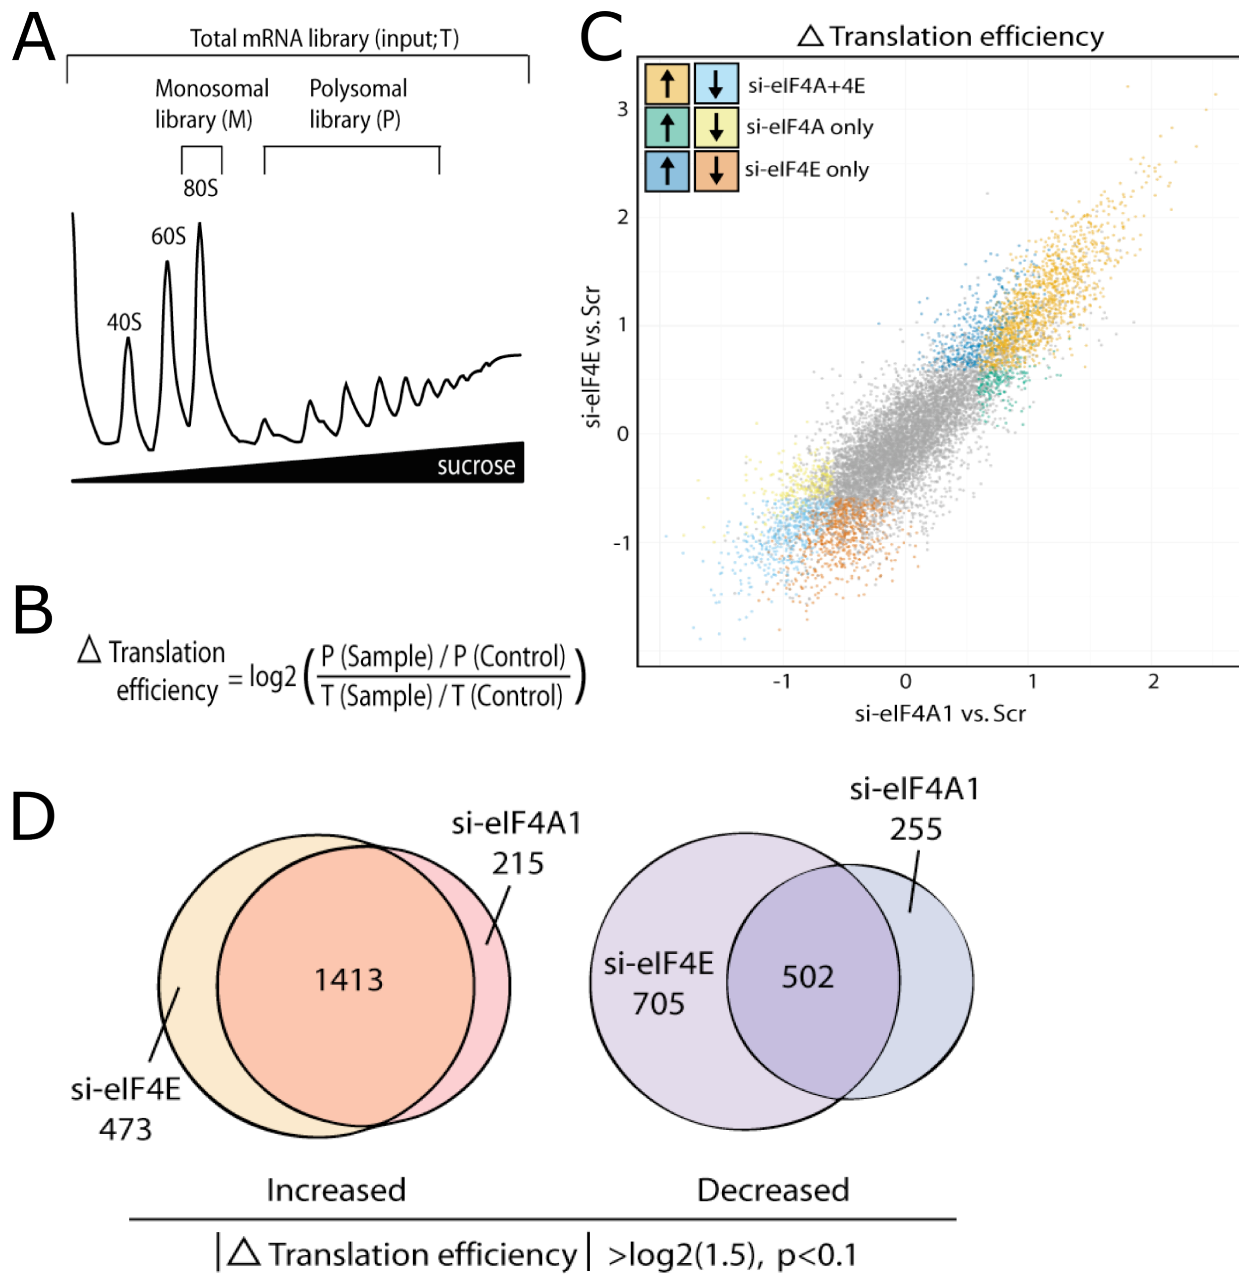 A
Total mRNA library (input;T)
Monosomal
library (M)
Polysomal
library (P)
80S
60S
40S
sucrose
B
△ Translation
efficiency
= log2
(
P (Sample) / P (Control)
T (Sample) / T (Control)
)
C
△ Translation efficiency
↑ ↓ si-eIF4A+4E
↑ ↓ si-eIF4A only
↑ ↓ si-eIF4E only
si-eIF4E vs. Scr
3
2
1
0
-1
-1 0 1 2
si-eIF4A1 vs. Scr
D
si-eIF4A1
215
1413
si-eIF4E
473
Increased
si-eIF4A1
255
si-eIF4E
705
502
Decreased
|△ Translation efficiency| >log2(1.5), p<0.1